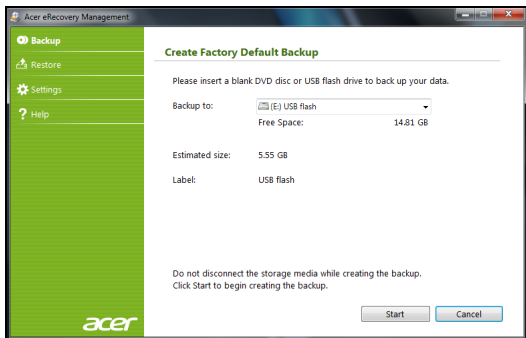 Acer eRecovery Management
Backup
Restore
Settings
? Help
Create Factory Default Backup
Please insert a blank DVD disc or USB flash drive to back up your data.
Backup to: (E:) USB flash
Free Space: 14.81 GB
Estimated size: 5.55 GB
Label: USB flash
Do not disconnect the storage media while creating the backup.
Click Start to begin creating the backup.
Start Cancel
acer